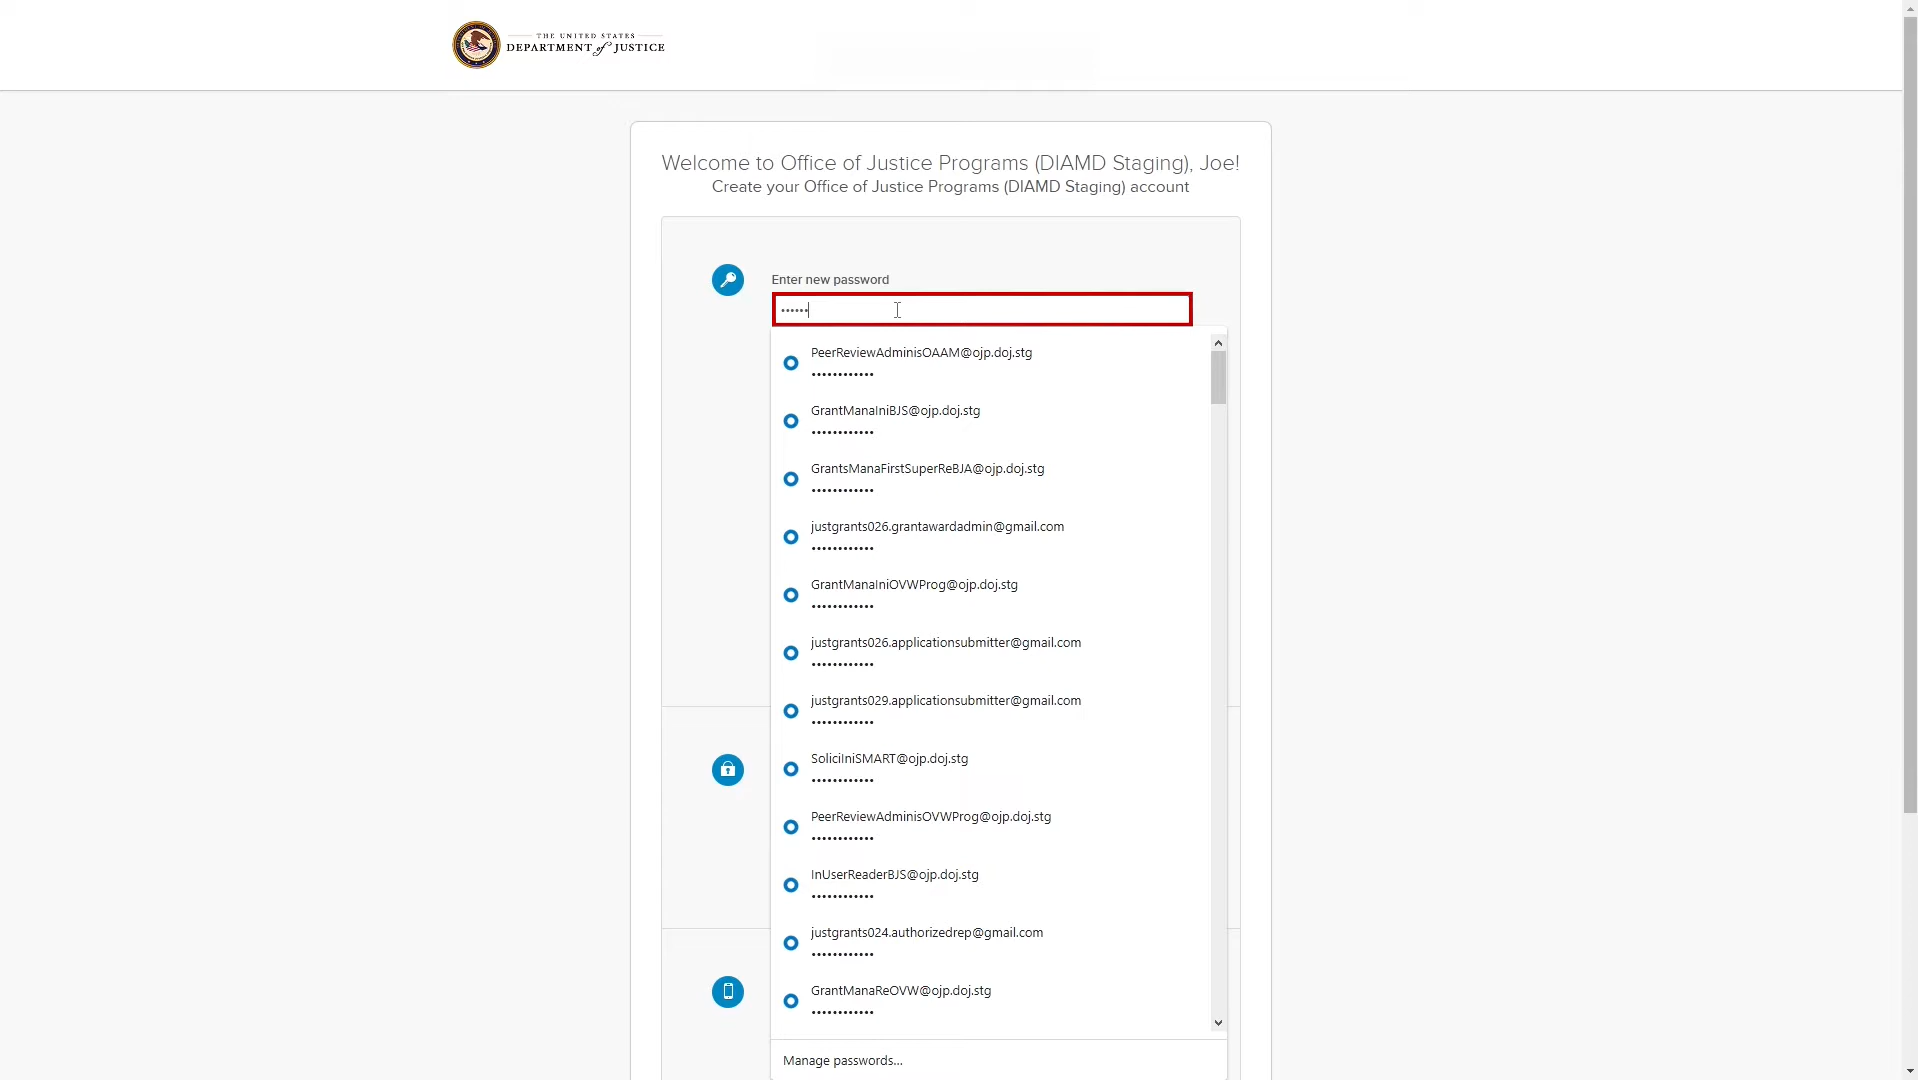 THE UNITED STATES
DEPARTMENT of JUSTICE
Welcome to Office of Justice Programs (DIAMD Staging), Joe!
Create your Office of Justice Programs (DIAMD Staging) account
Enter new password
••••••
PeerReviewAdminisOAAM@ojp.doj.stg
••••••••••••
GrantManaIniBJS@ojp.doj.stg
••••••••••••
GrantsManaFirstSuperReBJA@ojp.doj.stg
••••••••••••
justgrants026.grantawardadmin@gmail.com
••••••••••••
GrantManaIniOVWProg@ojp.doj.stg
••••••••••••
justgrants026.applicationsubmitter@gmail.com
••••••••••••
justgrants029.applicationsubmitter@gmail.com
••••••••••••
SoliciIniSMART@ojp.doj.stg
••••••••••••
PeerReviewAdminisOVWProg@ojp.doj.stg
••••••••••••
InUserReaderBJS@ojp.doj.stg
••••••••••••
justgrants024.authorizedrep@gmail.com
••••••••••••
GrantManaReOVW@ojp.doj.stg
••••••••••••
Manage passwords...